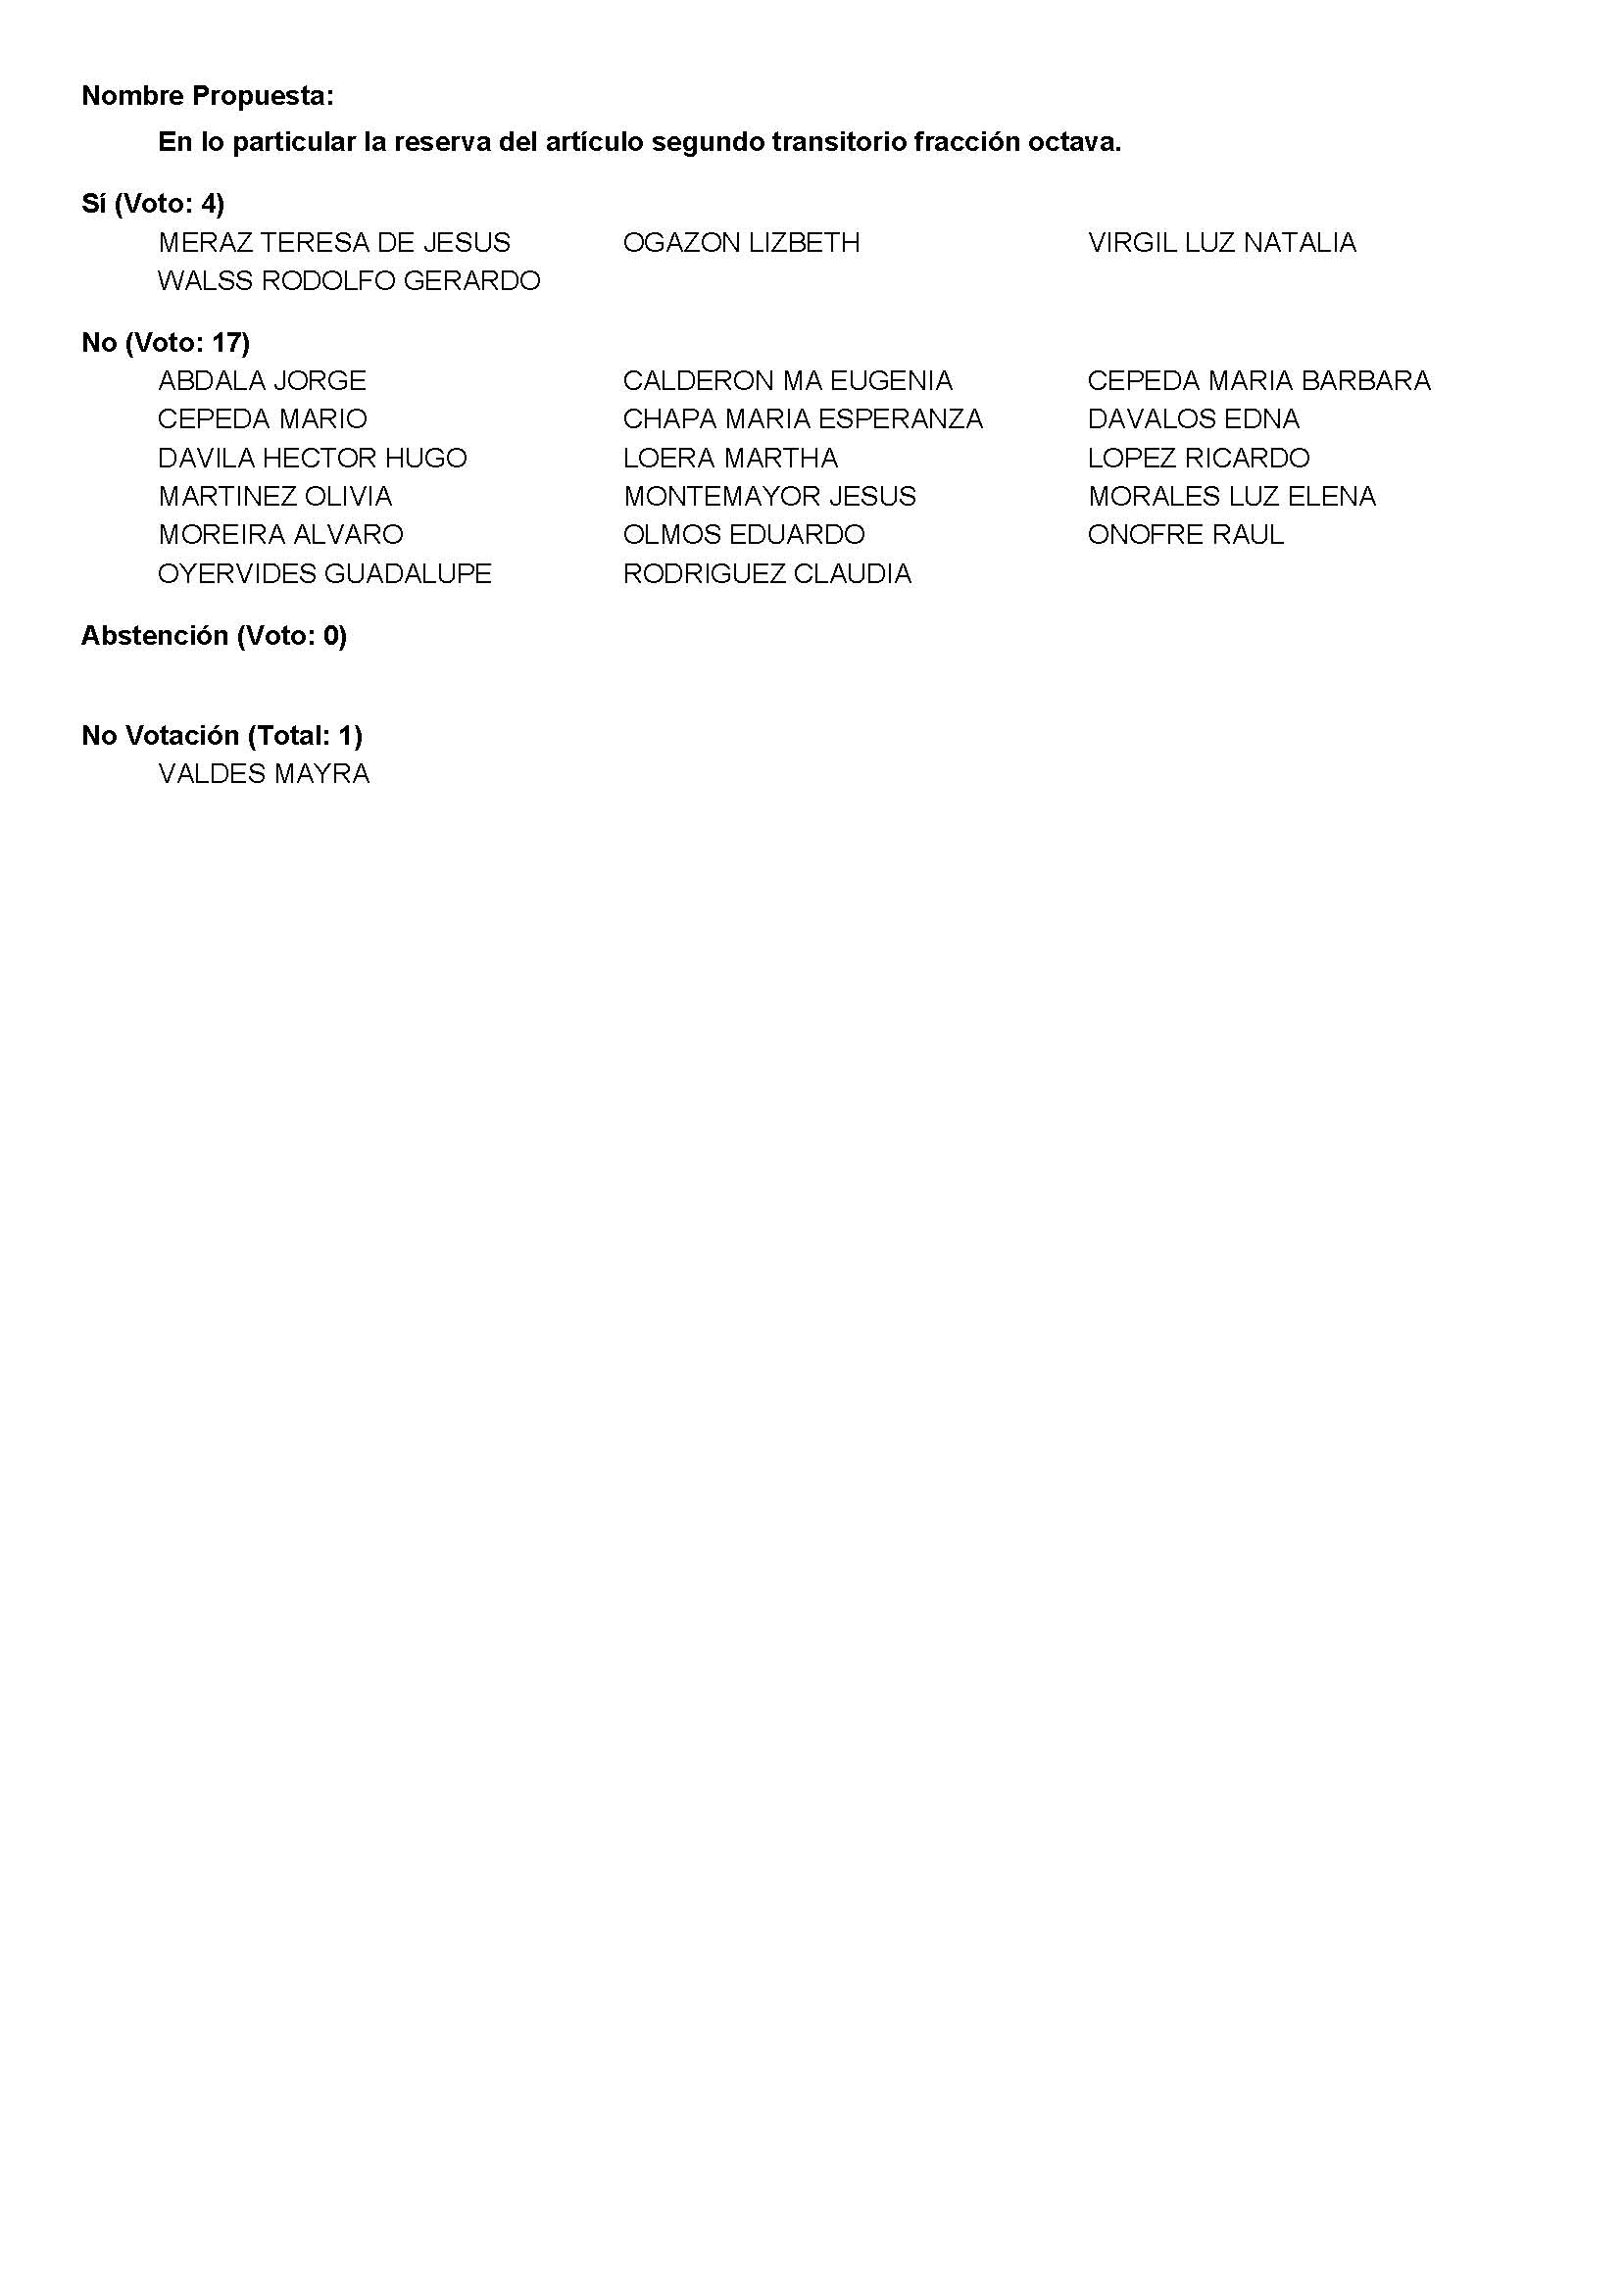 Nombre Propuesta:
En lo particular la reserva del artículo segundo transitorio fracción octava.
Sí (Voto: 4)
MERAZ TERESA DE JESUS OGAZON LIZBETH VIRGIL LUZ NATALIA
WALSS RODOLFO GERARDO
No (Voto: 17)
ABDALA JORGE CALDERON MA EUGENIA CEPEDA MARIA BARBARA
CEPEDA MARIO CHAPA MARIA ESPERANZA DAVALOS EDNA
DAVILA HECTOR HUGO LOERA MARTHA LOPEZ RICARDO
MARTINEZ OLIVIA MONTEMAYOR JESUS MORALES LUZ ELENA
MOREIRA ALVARO OLMOS EDUARDO ONOFRE RAUL
OYERVIDES GUADALUPE RODRIGUEZ CLAUDIA
Abstención (Voto: 0)
No Votación (Total: 1)
VALDES MAYRA